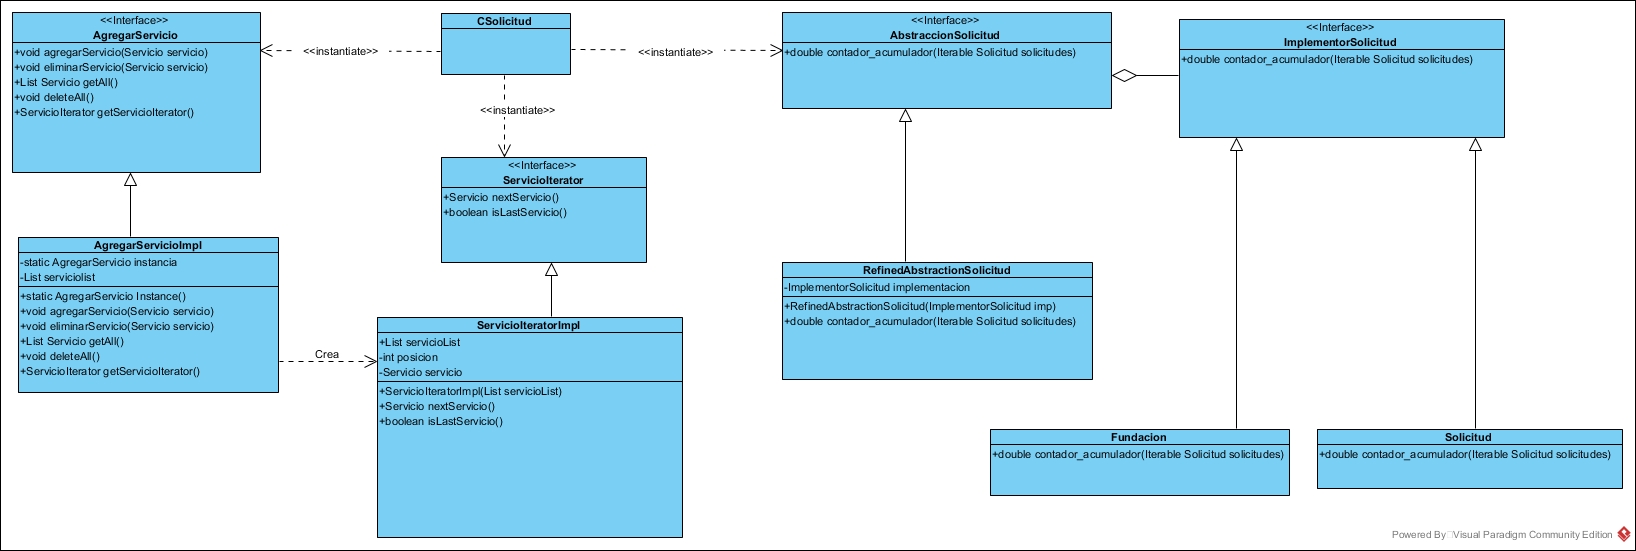 <<Interface>>
AgregarServicio
+void agregarServicio(Servicio servicio)
+void eliminarServicio(Servicio servicio)
+List Servicio getAll()
+void deleteAll()
+ServicioIterator getServicioIterator()
<<instantiate>>
CSolicitud
<<instantiate>>
<<instantiate>>
<<Interface>>
AbstraccionSolicitud
+double contador_acumulador(Iterable Solicitud solicitudes)
<<Interface>>
ImplementorSolicitud
+double contador_acumulador(Iterable Solicitud solicitudes)
<<Interface>>
ServicioIterator
+Servicio nextServicio()
+boolean isLastServicio()
AgregarServicioImpl
-static AgregarServicio instancia
-List serviciolist
+static AgregarServicio Instance()
+void agregarServicio(Servicio servicio)
+void eliminarServicio(Servicio servicio)
+List Servicio getAll()
+void deleteAll()
+ServicioIterator getServicioIterator()
Crea
ServicioIteratorImpl
+List servicioList
-int posicion
-Servicio servicio
+ServicioIteratorImpl(List servicioList)
+Servicio nextServicio()
+boolean isLastServicio()
RefinedAbstractionSolicitud
-ImplementorSolicitud implementacion
+RefinedAbstractionSolicitud(ImplementorSolicitud imp)
+double contador_acumulador(Iterable Solicitud solicitudes)
Fundacion
+double contador_acumulador(Iterable Solicitud solicitudes)
Solicitud
+double contador_acumulador(Iterable Solicitud solicitudes)
Powered By Visual Paradigm Community Edition